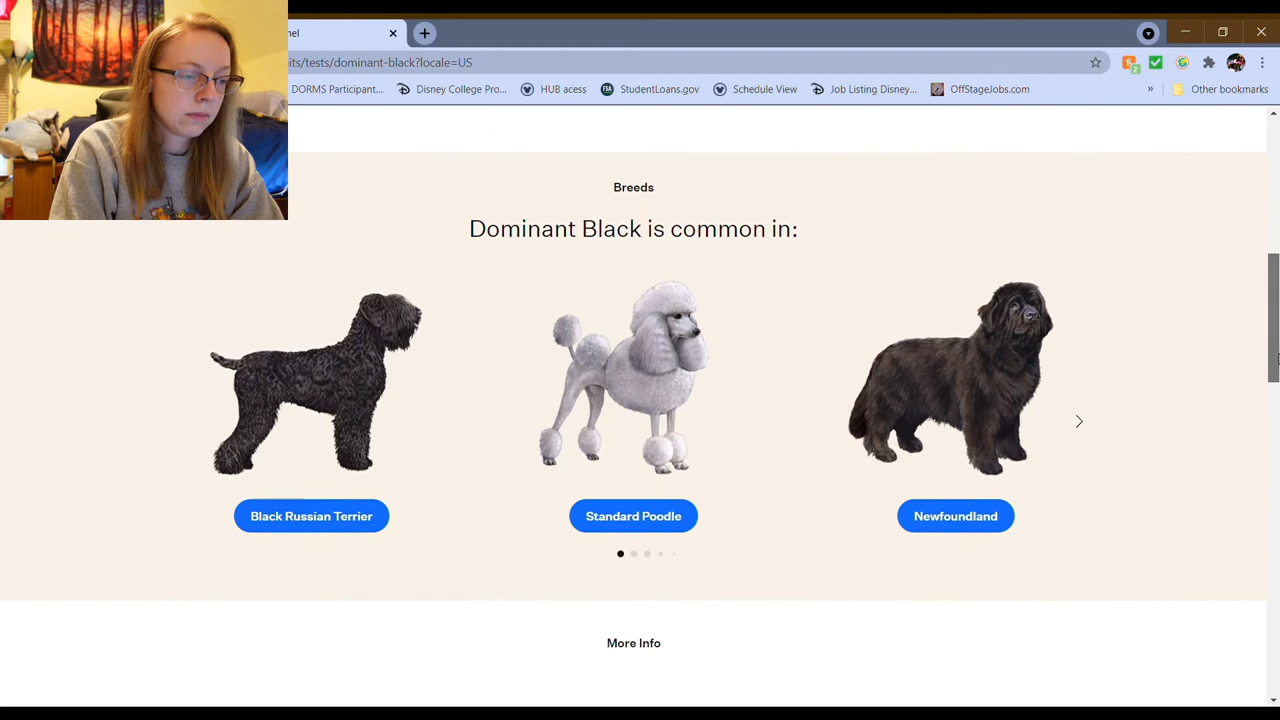 nel
its/tests/dominant-black?locale=US
2
DORMS Participant...
Disney College Pro...
HUB acess
FSA
StudentLoans.gov
Schedule View
Job Listing Disney...
OffStageJobs.com
»
Other bookmarks
Breeds
Dominant Black is common in:
Black Russian Terrier
Standard Poodle
Newfoundland
More Info